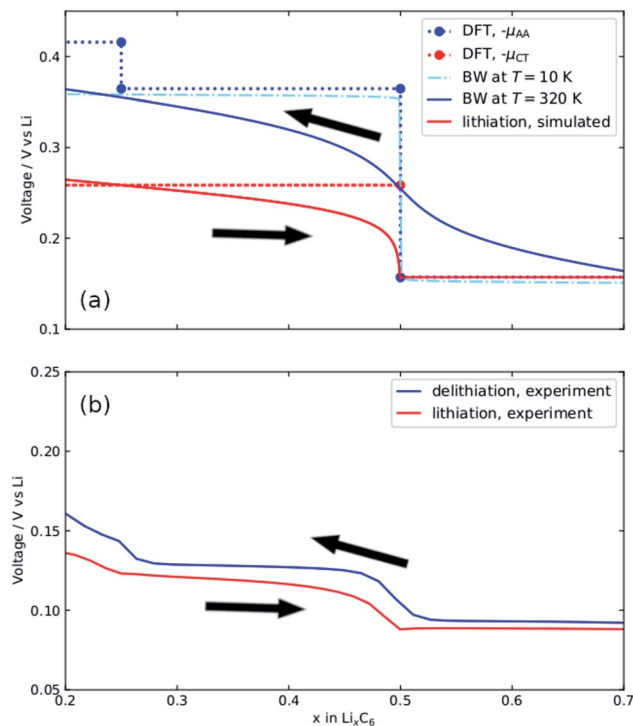 0.4
0.3
0.2
0.1
Voltage / V vs Li
DFT, -μAA
DFT, -μCT
BW at T = 10 K
BW at T = 320 K
lithiation, simulated
(a)
0.25
0.20
0.15
0.10
0.05
Voltage / V vs Li
(b)
delithiation, experiment
lithiation, experiment
0.2 0.3 0.4 0.5 0.6 0.7
x in LixC6